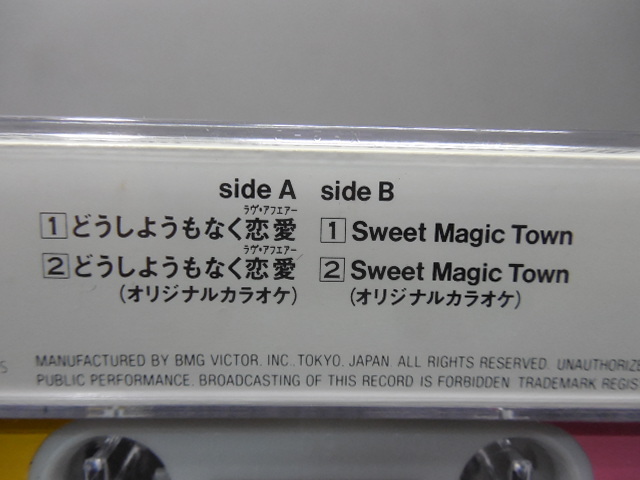 side A
ラヴ・アフェアー
1 どうしようもなく恋愛
ラヴ・アフェアー
2 どうしようもなく恋愛
(オリジナルカラオケ)
side B
1 Sweet Magic Town
2 Sweet Magic Town
(オリジナルカラオケ)
MANUFACTURED BY BMG VICTOR. INC., TOKYO. JAPAN. ALL RIGHTS RESERVED. UNAUTHORIZE
PUBLIC PERFORMANCE. BROADCASTING OF THIS RECORD IS FORBIDDEN TRADEMARK REGIS